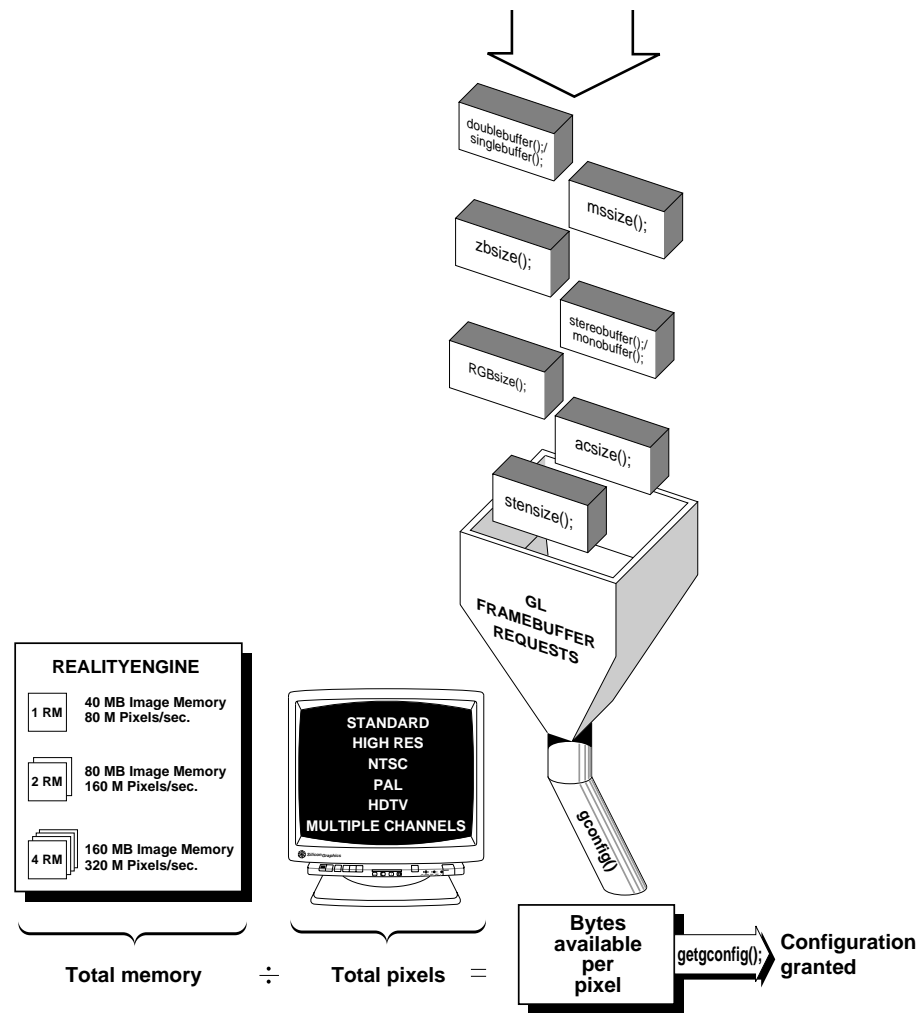 doublebuffer();/
singlebuffer();
mssize();
zbsize();
stereobuffer();/
monobuffer();
RGBsize();
acsize();
stensize();
GL
FRAMEBUFFER
REQUESTS
REALITYENGINE
1 RM
40 MB Image Memory
80 M Pixels/sec.
2 RM
80 MB Image Memory
160 M Pixels/sec.
4 RM
160 MB Image Memory
320 M Pixels/sec.
STANDARD
HIGH RES
NTSC
PAL
HDTV
MULTIPLE CHANNELS
SiliconGraphics
gconfig()
Total memory ÷ Total pixels =
Bytes
available
per
pixel
getgconfig();
Configuration
granted